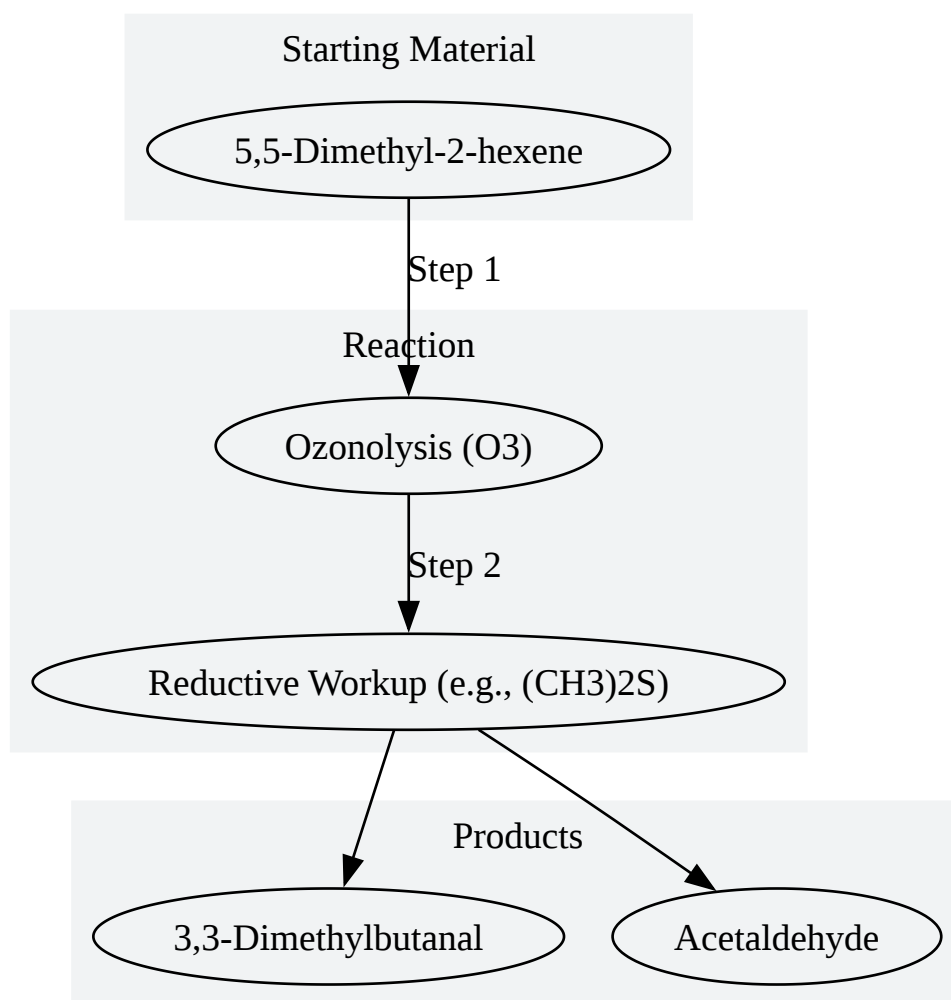 Starting Material
5,5-Dimethyl-2-hexene
Step 1
Reaction
Ozonolysis (O3)
Step 2
Reductive Workup (e.g., (CH3)2S)
Products
3,3-Dimethylbutanal
Acetaldehyde